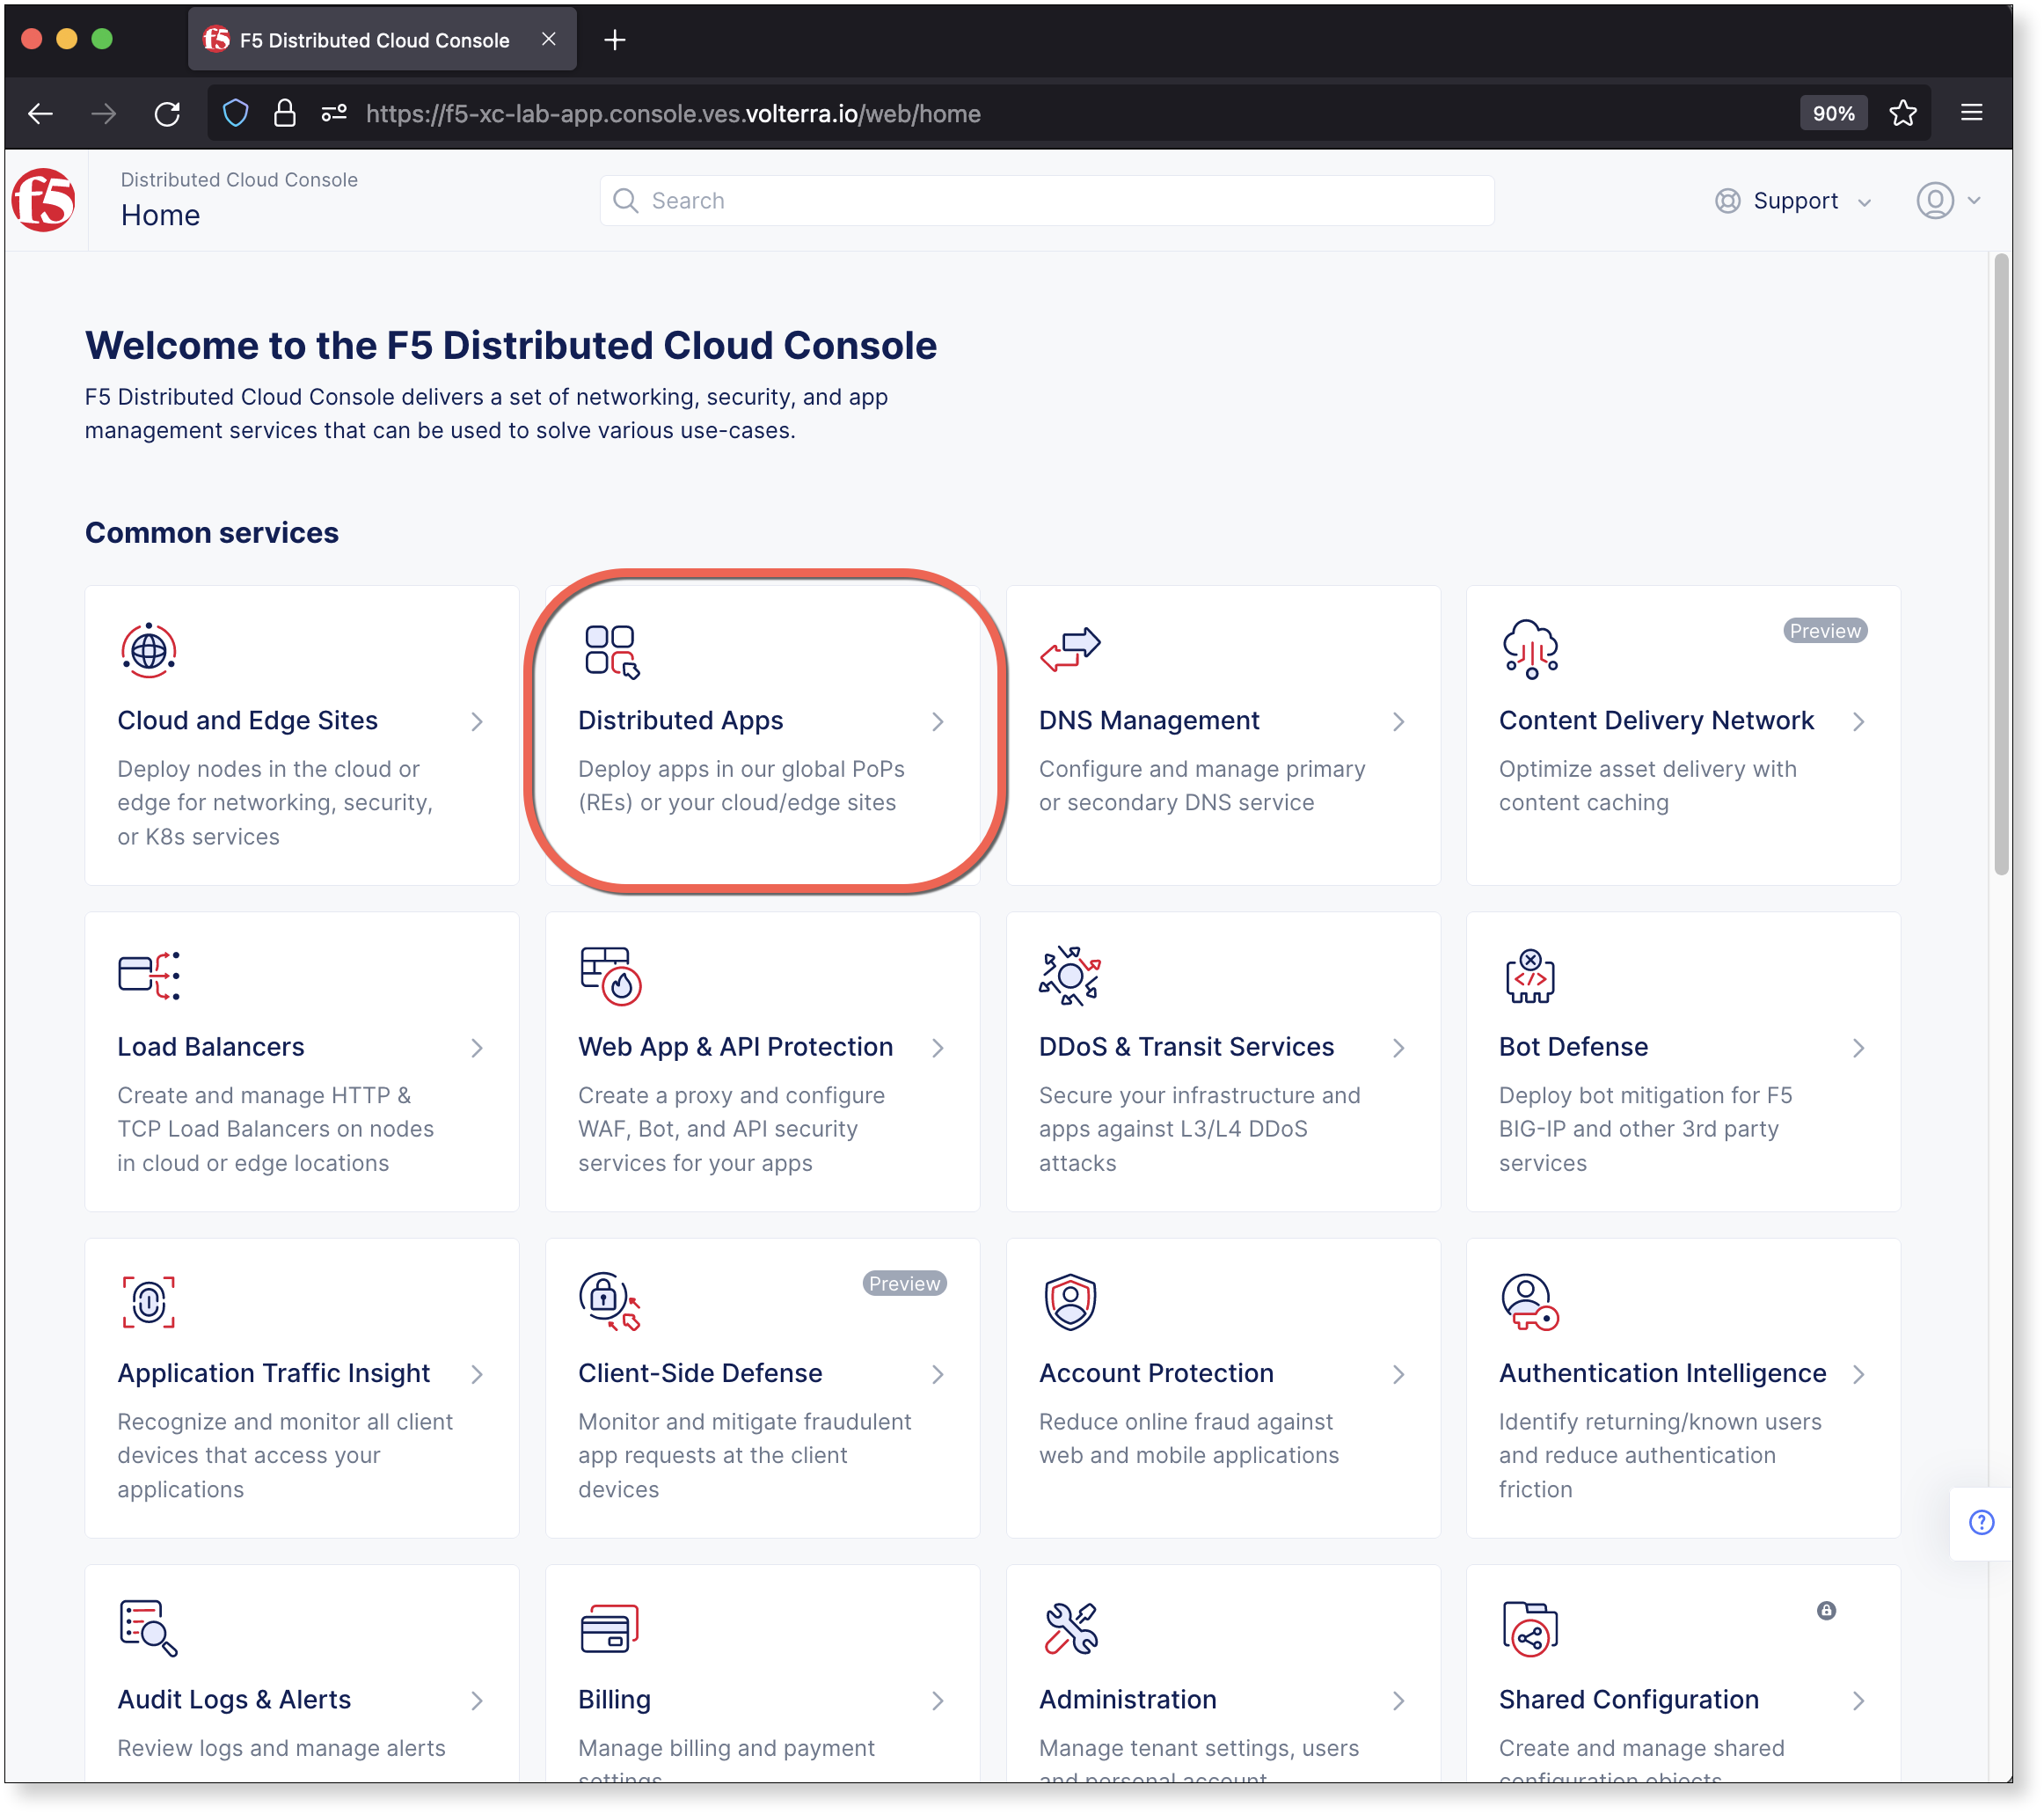 F5 Distributed Cloud Console
https://f5-xc-lab-app.console.ves.volterra.io/web/home
90%
f5
Distributed Cloud Console
Home
Search
Support
Welcome to the F5 Distributed Cloud Console
F5 Distributed Cloud Console delivers a set of networking, security, and app
management services that can be used to solve various use-cases.
Common services
Cloud and Edge Sites
Deploy nodes in the cloud or
edge for networking, security,
or K8s services
Distributed Apps
Deploy apps in our global PoPs
(REs) or your cloud/edge sites
DNS Management
Configure and manage primary
or secondary DNS service
Preview
Content Delivery Network
Optimize asset delivery with
content caching
Load Balancers
Create and manage HTTP &
TCP Load Balancers on nodes
in cloud or edge locations
Web App & API Protection
Create a proxy and configure
WAF, Bot, and API security
services for your apps
DDoS & Transit Services
Secure your infrastructure and
apps against L3/L4 DDoS
attacks
Bot Defense
Deploy bot mitigation for F5
BIG-IP and other 3rd party
services
Application Traffic Insight
Recognize and monitor all client
devices that access your
applications
Preview
Client-Side Defense
Monitor and mitigate fraudulent
app requests at the client
devices
Account Protection
Reduce online fraud against
web and mobile applications
Authentication Intelligence
Identify returning/known users
and reduce authentication
friction
Audit Logs & Alerts
Review logs and manage alerts
Billing
Manage billing and payment
settings
Administration
Manage tenant settings, users
and personal account
Shared Configuration
Create and manage shared
configuration objects